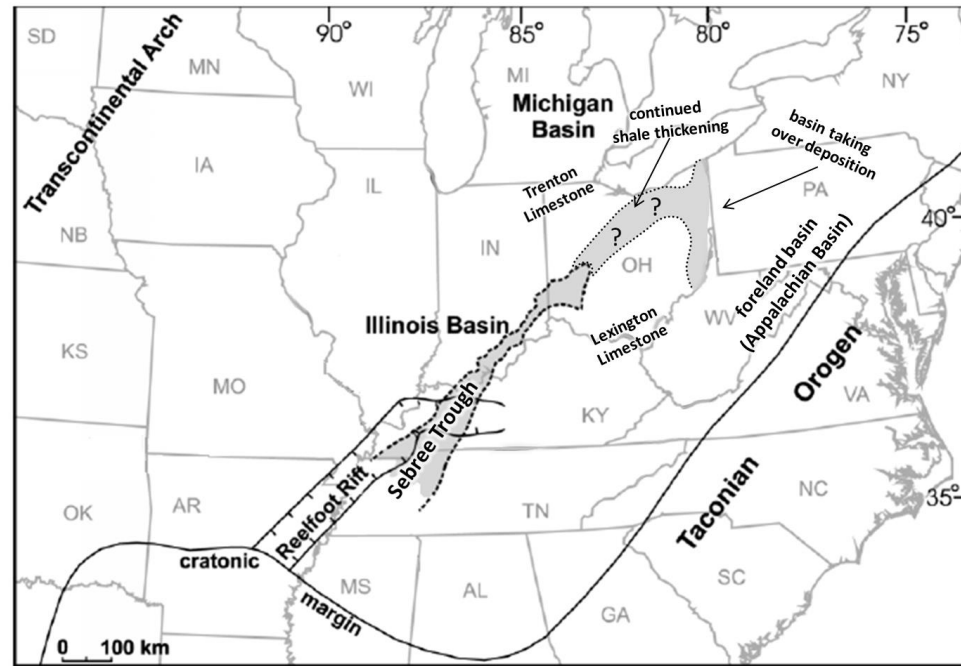 90°
85°
80°
75°
SD
MN
WI
MI
NY
Transcontinental Arch
Michigan
Basin
continued
shale thickening
basin taking
over deposition
IA
IL
Trenton
Limestone
PA
NB
IN
?
?
OH
40°
foreland basin
(Appalachian Basin)
WV
Illinois Basin
Lexington
Limestone
KS
MO
Orogen
VA
KY
Sebree Trough
Reelfoot Rift
Taconian
OK
AR
TN
NC
35°
cratonic
margin
MS
AL
GA
SC
0 100 km